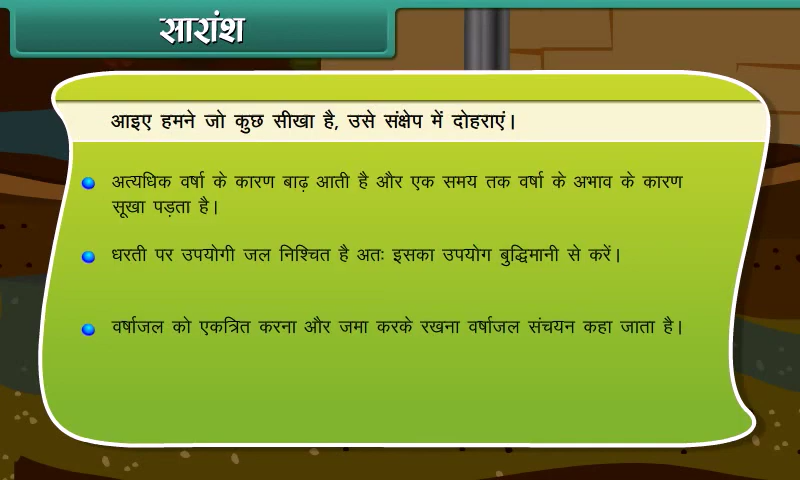 सारांश
आइए हमने जो कुछ सीखा है, उसे संक्षेप में दोहराएं।
अत्यधिक वर्षा के कारण बाढ़ आती है और एक समय तक वर्षा के अभाव के कारण
सूखा पड़ता है।
धरती पर उपयोगी जल निश्चित है अतः इसका उपयोग बुद्धिमानी से करें।
वर्षाजल को एकत्रित करना और जमा करके रखना वर्षाजल संचयन कहा जाता है।